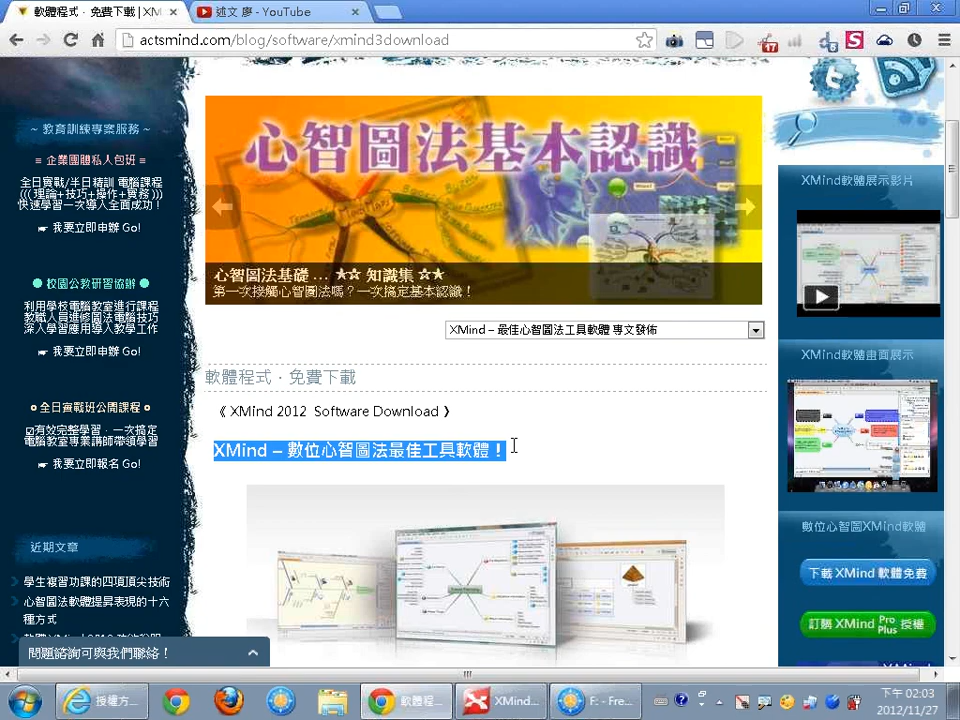 軟體程式‧免費下載 | XM
述文 廖 - YouTube
actsmind.com/blog/software/xmind3download
17
~ 教育訓練專案服務 ~
≡ 企業團體私人包班 ≡
全日實戰/半日精訓 電腦課程
(((理論+技巧+操作+實務)))
快速學習一次導入全面成功！
☛ 我要立即申辦 Go!
● 校園公教研習協辦 ●
利用學校電腦教室進行課程
教職人員進修圖法電腦技巧
深入學習應用導入教學工作
☛ 我要立即申辦 Go!
全日實戰班公開課程
☑有效完整學習‧一次搞定
電腦教室專業講師帶領學習
☛ 我要立即報名 Go!
近期文章
學生複習功課的四項頂尖技術
心智圖法軟體提昇表現的十六
種方式
問題諮詢可與我們聯絡！
心智圖法基本認識
心智圖法基礎 … ★☆ 知識集 ☆★
第一次接觸心智圖法嗎？一次搞定基本認識！
XMind – 最佳心智圖法工具軟體 專文發佈
軟體程式‧免費下載
《 XMind 2012 Software Download 》
XMind – 數位心智圖法最佳工具軟體！
XMind軟體展示影片
XMind軟體畫面展示
數位心智圖XMind軟體
下載 XMind 軟體免費
訂購 XMind Pro Plus 授權
授權方...
軟體程...
XMind...
F: - Fre...
下午 02:03
2012/11/27